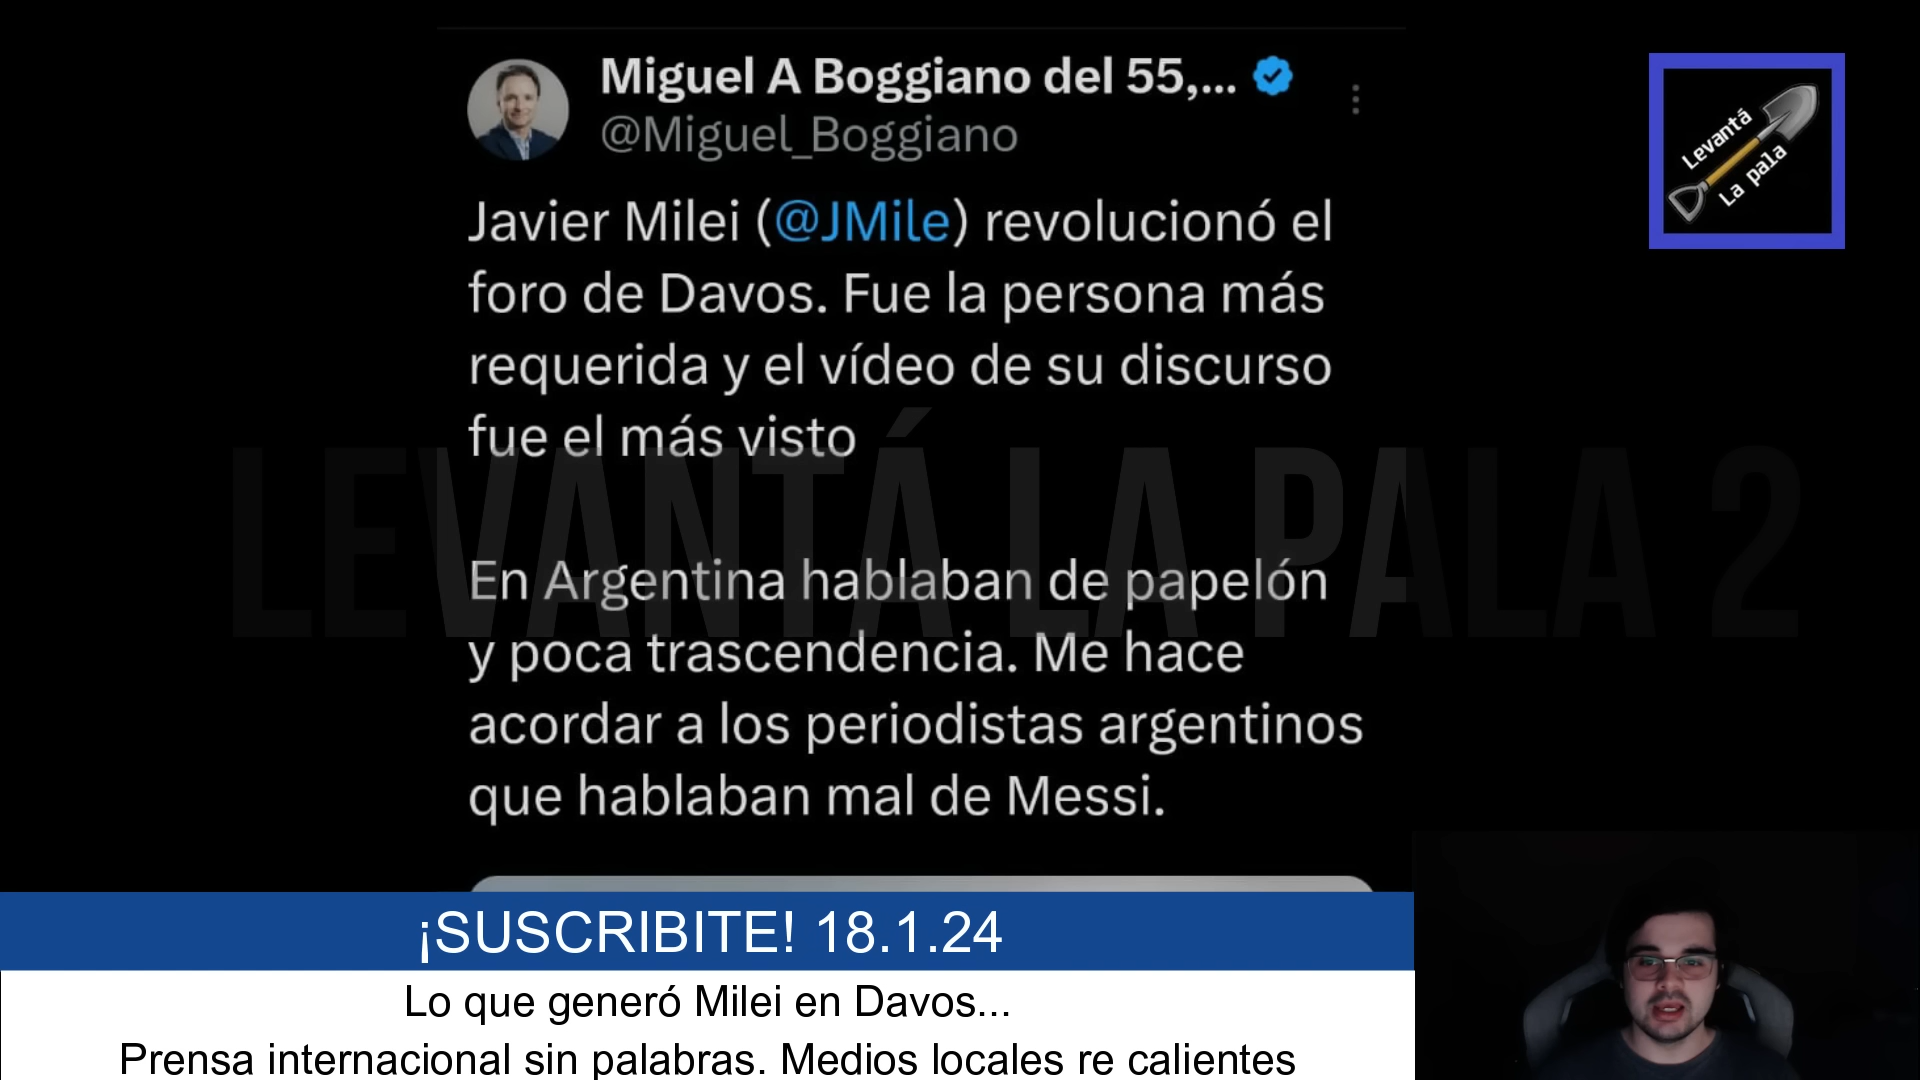 Miguel A Boggiano del 55,...
@Miguel_Boggiano
Levantá
La pala
Javier Milei (@JMile) revolucionó el
foro de Davos. Fue la persona más
requerida y el vídeo de su discurso
fue el más visto
LEVANTÁ LA PALA 2
En Argentina hablaban de papelón
y poca trascendencia. Me hace
acordar a los periodistas argentinos
que hablaban mal de Messi.
¡SUSCRIBITE! 18.1.24
Lo que generó Milei en Davos...
Prensa internacional sin palabras. Medios locales re calientes